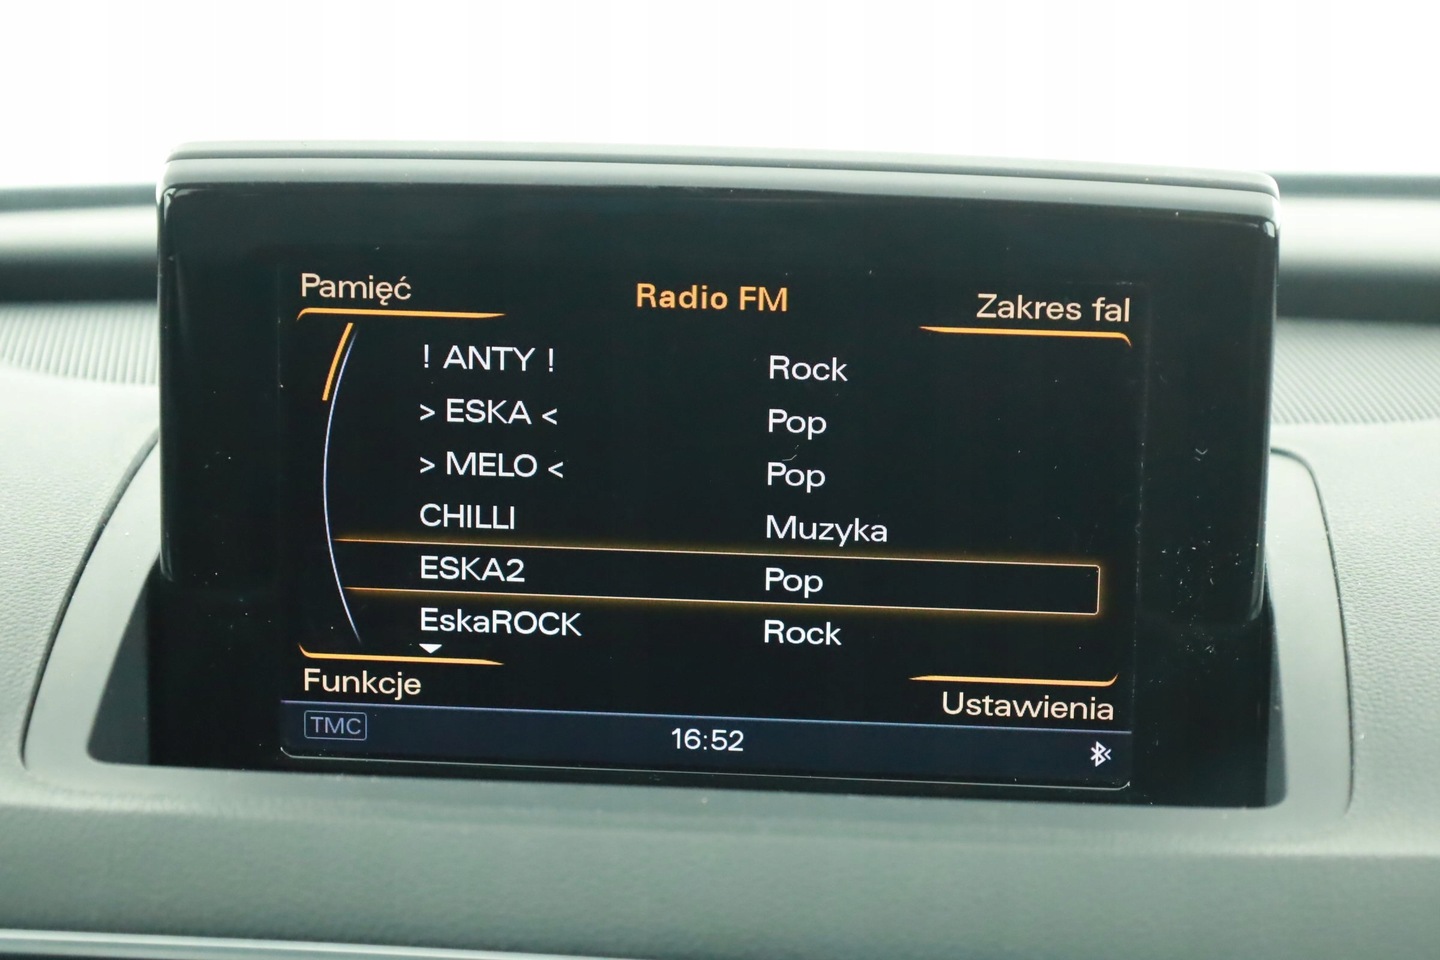 Pamięć
Radio FM
Zakres fal
! ANTY ! Rock
> ESKA < Pop
> MELO < Pop
CHILLI Muzyka
ESKA2 Pop
EskaROCK Rock
Funkcje
Ustawienia
TMC
16:52